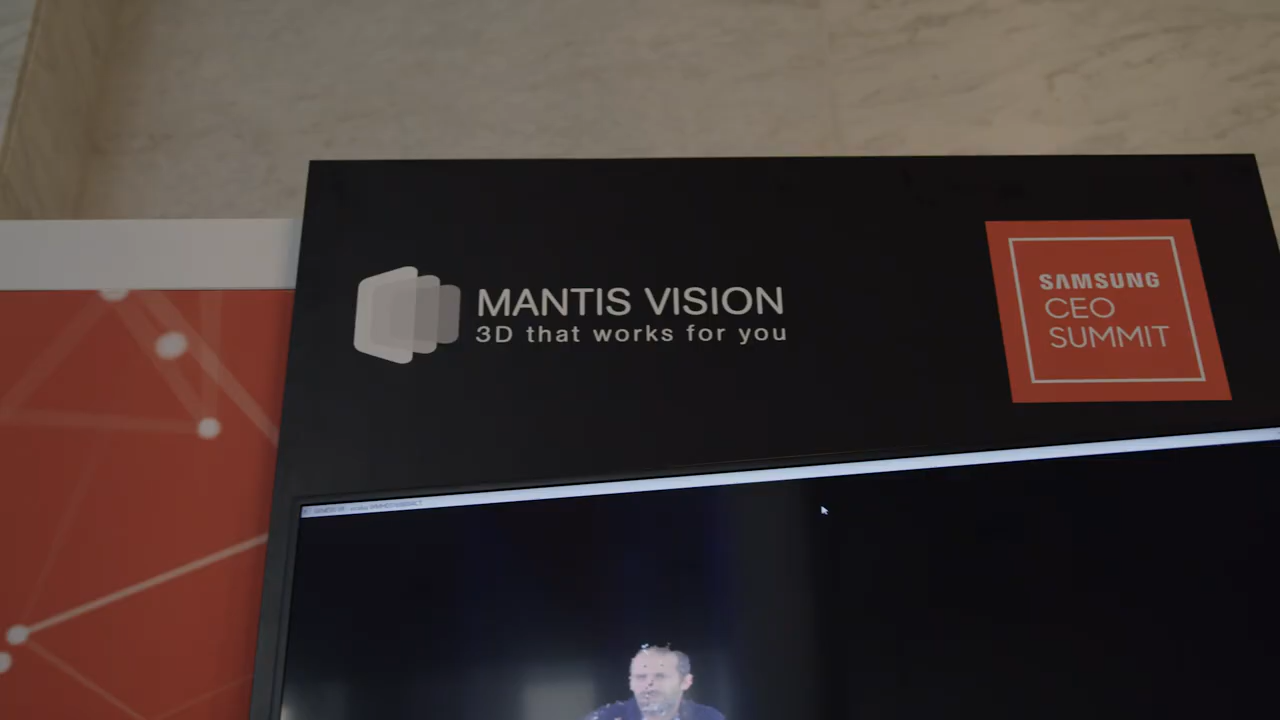 MANTIS VISION
3D that works for you
SAMSUNG
CEO
SUMMIT